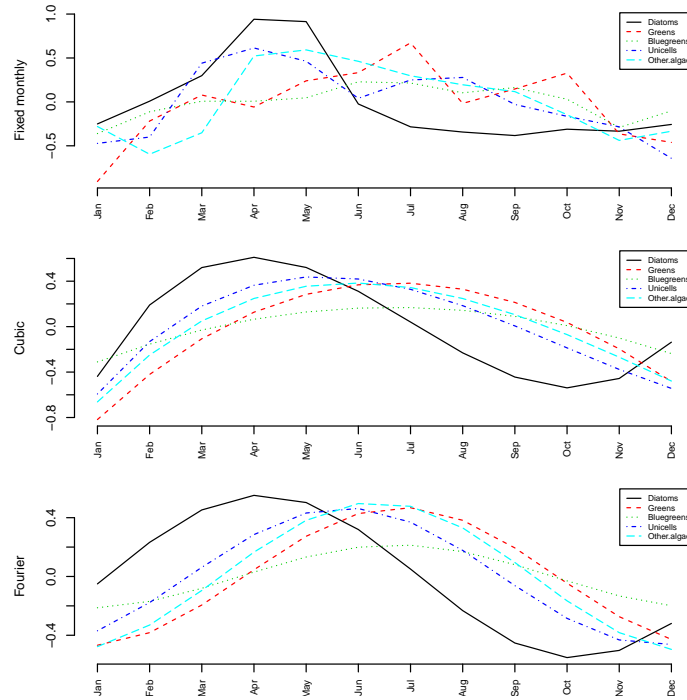 Fixed monthly
1.0
0.5
0.0
−0.5
Diatoms
Greens
Bluegreens
Unicells
Other.algae
Jan
Feb
Mar
Apr
May
Jun
Jul
Aug
Sep
Oct
Nov
Dec
Cubic
0.4
0.0
−0.4
−0.8
Diatoms
Greens
Bluegreens
Unicells
Other.algae
Jan
Feb
Mar
Apr
May
Jun
Jul
Aug
Sep
Oct
Nov
Dec
Fourier
0.4
0.0
−0.4
Diatoms
Greens
Bluegreens
Unicells
Other.algae
Jan
Feb
Mar
Apr
May
Jun
Jul
Aug
Sep
Oct
Nov
Dec